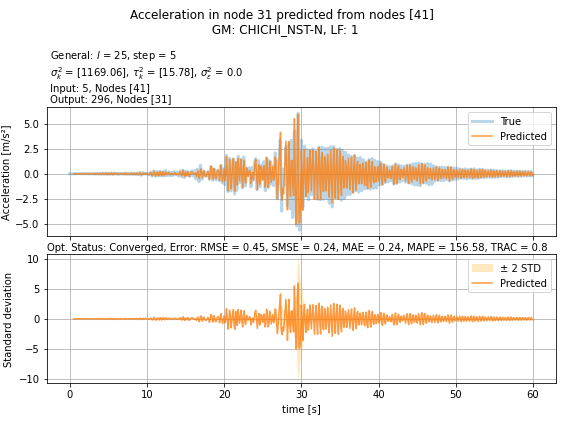 Acceleration in node 31 predicted from nodes [41]
GM: CHICHI_NST-N, LF: 1
General: l = 25, step = 5
σ²ₖ = [1169.06], τ²ₖ = [15.78], σ²ε = 0.0
Input: 5, Nodes [41]
Output: 296, Nodes [31]
Acceleration [m/s²]
5.0
2.5
0.0
−2.5
−5.0
True
Predicted
Opt. Status: Converged, Error: RMSE = 0.45, SMSE = 0.24, MAE = 0.24, MAPE = 156.58, TRAC = 0.8
Standard deviation
10
5
0
−5
−10
± 2 STD
Predicted
0 10 20 30 40 50 60
time [s]